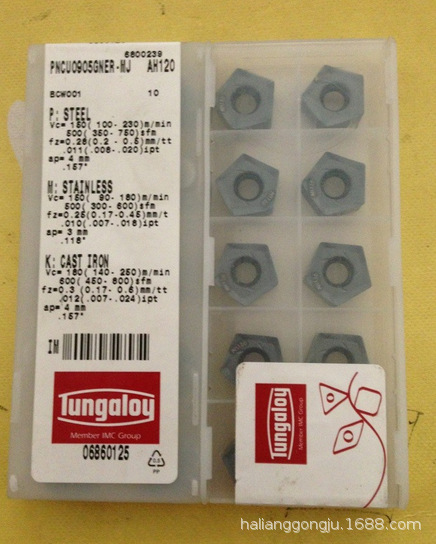 6800239
PNCU0905GNER-MJ AH120
BCW001 10
P: STEEL
Vc= 150( 100- 230)m/min
500( 350- 750)sfm
fz=0.28(0.2 - 0.5)mm/tt
.011(.008-.020)ipt
ap= 4 mm
.157"
M: STAINLESS
Vc= 150( 90- 180)m/min
500( 300- 600)sfm
fz=0.25(0.17-0.45)mm/t
.010(.007-.018)ipt
ap= 3 mm
.118"
K: CAST IRON
Vc= 180( 140- 250)m/min
600( 450- 800)sfm
fz=0.3 (0.17- 0.6)mm/tt
.012(.007-.024)ipt
ap= 4 mm
.157"
IM
Tungaloy
Member IMC Group
06860125
PP
Tungaloy
Member IMC Group
halianggongju.1688.com